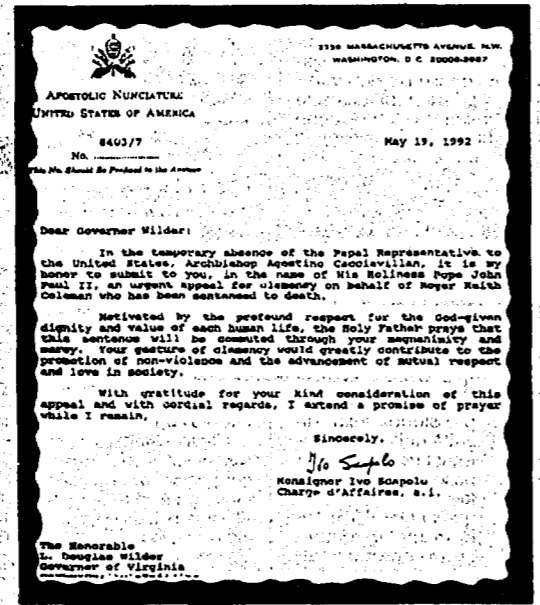 3339 MASSACHUSETTS AVENUE, N.W.
WASHINGTON, D.C. 20008-3687
APOSTOLIC NUNCIATURE
UNITED STATES OF AMERICA
8403/7
May 19, 1992
No.
This No. Should Be Prefixed to the Answer
Dear Governor Wilder:
In the temporary absence of the Papal Representative to
the United States, Archbishop Agostino Cacciavillan, it is my
honor to submit to you, in the name of His Holiness Pope John
Paul II, an urgent appeal for clemency on behalf of Roger Keith
Coleman who has been sentenced to death.
Motivated by the profound respect for the God-given
dignity and value of each human life, the Holy Father prays that
this sentence will be commuted through your magnanimity and
mercy. Your gesture of clemency would greatly contribute to the
promotion of non-violence and the advancement of mutual respect
and love in society.
With gratitude for your kind consideration of this
appeal and with cordial regards, I extend a promise of prayer
while I remain,
Sincerely,
Ivo Scapolo
Monsignor Ivo Scapolo
Charge d'Affaires, a.i.
The Honorable
L. Douglas Wilder
Governor of Virginia